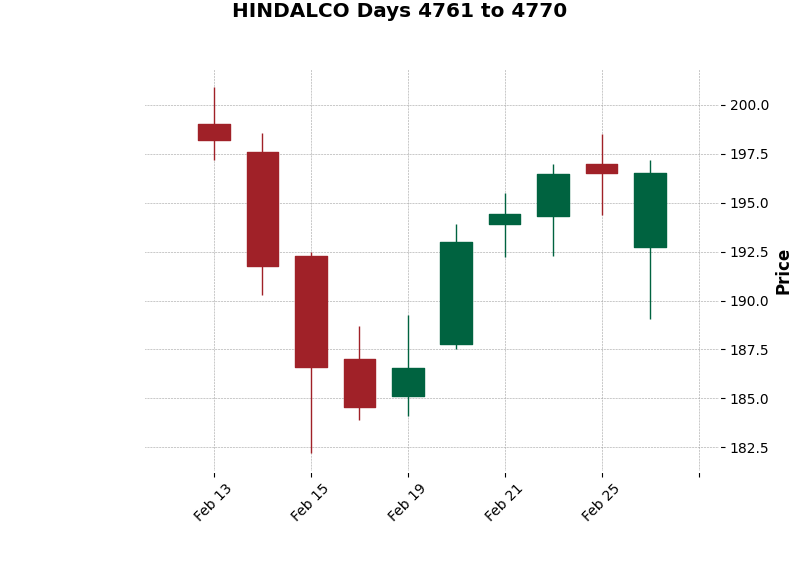 HINDALCO Days 4761 to 4770
200.0
197.5
195.0
192.5
190.0
187.5
185.0
182.5
Price
Feb 13
Feb 15
Feb 19
Feb 21
Feb 25